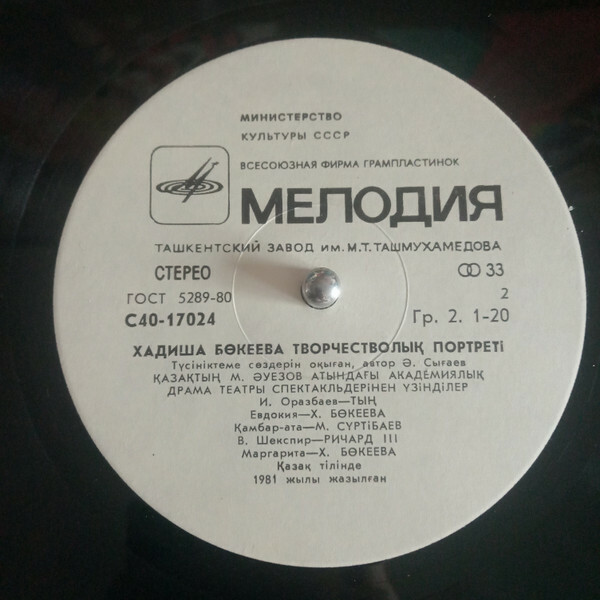 МИНИСТЕРСТВО
КУЛЬТУРЫ СССР
ВСЕСОЮЗНАЯ ФИРМА ГРАМПЛАСТИНОК
МЕЛОДИЯ
ТАШКЕНТСКИЙ ЗАВОД ИМ. М.Т.ТАШМУХАМЕДОВА
СТЕРЕО 33
ГОСТ 5289-80 2
С40-17024 Гр. 2. 1-20
ХАДИША БӨКЕЕВА ТВОРЧЕСТВОЛЫҚ ПОРТРЕТІ
Түсініктеме сөздерін оқыған, автор Ә. Сығаев
ҚАЗАҚТЫҢ М. ӘУЕЗОВ АТЫНДАҒЫ АКАДЕМИЯЛЫҚ
ДРАМА ТЕАТРЫ СПЕКТАКЛЬДЕРІНЕН ҮЗІНДІЛЕР
И. Оразбаев—ТЫҢ
Евдокия—Х. БӨКЕЕВА
Қамбар-ата—М. СҮРТІБАЕВ
В. Шекспир—РИЧАРД III
Маргарита—Х. БӨКЕЕВА
Қазақ тілінде
1981 жылы жазылған